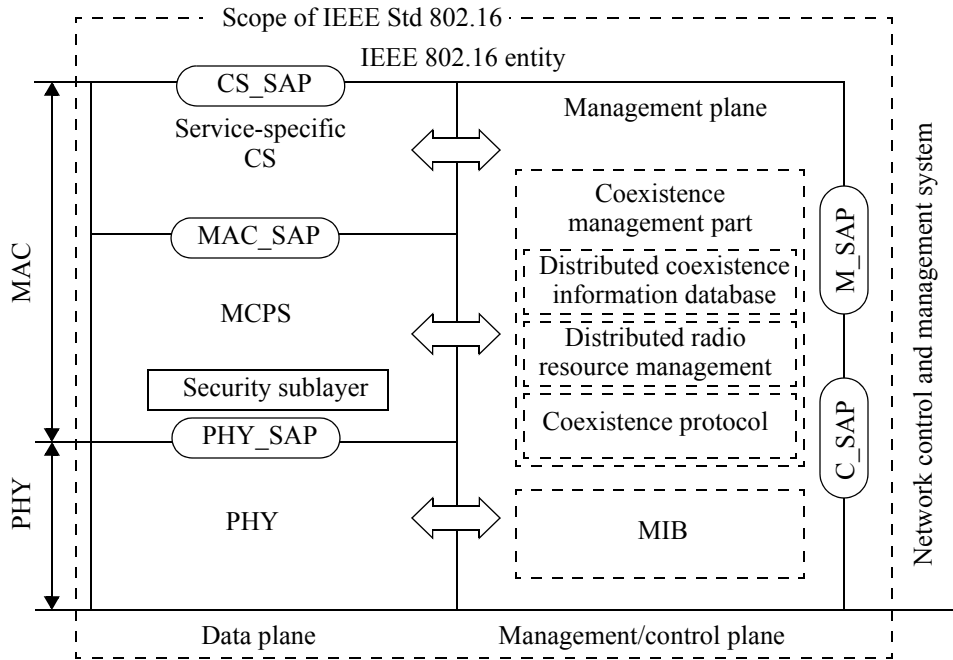 Scope of IEEE Std 802.16
IEEE 802.16 entity
CS_SAP
Service-specific
CS
MAC_SAP
MCPS
Security sublayer
PHY_SAP
PHY
Data plane
MAC
PHY
Management plane
Coexistence
management part
Distributed coexistence
information database
Distributed radio
resource management
Coexistence protocol
MIB
Management/control plane
M_SAP
C_SAP
Network control and management system